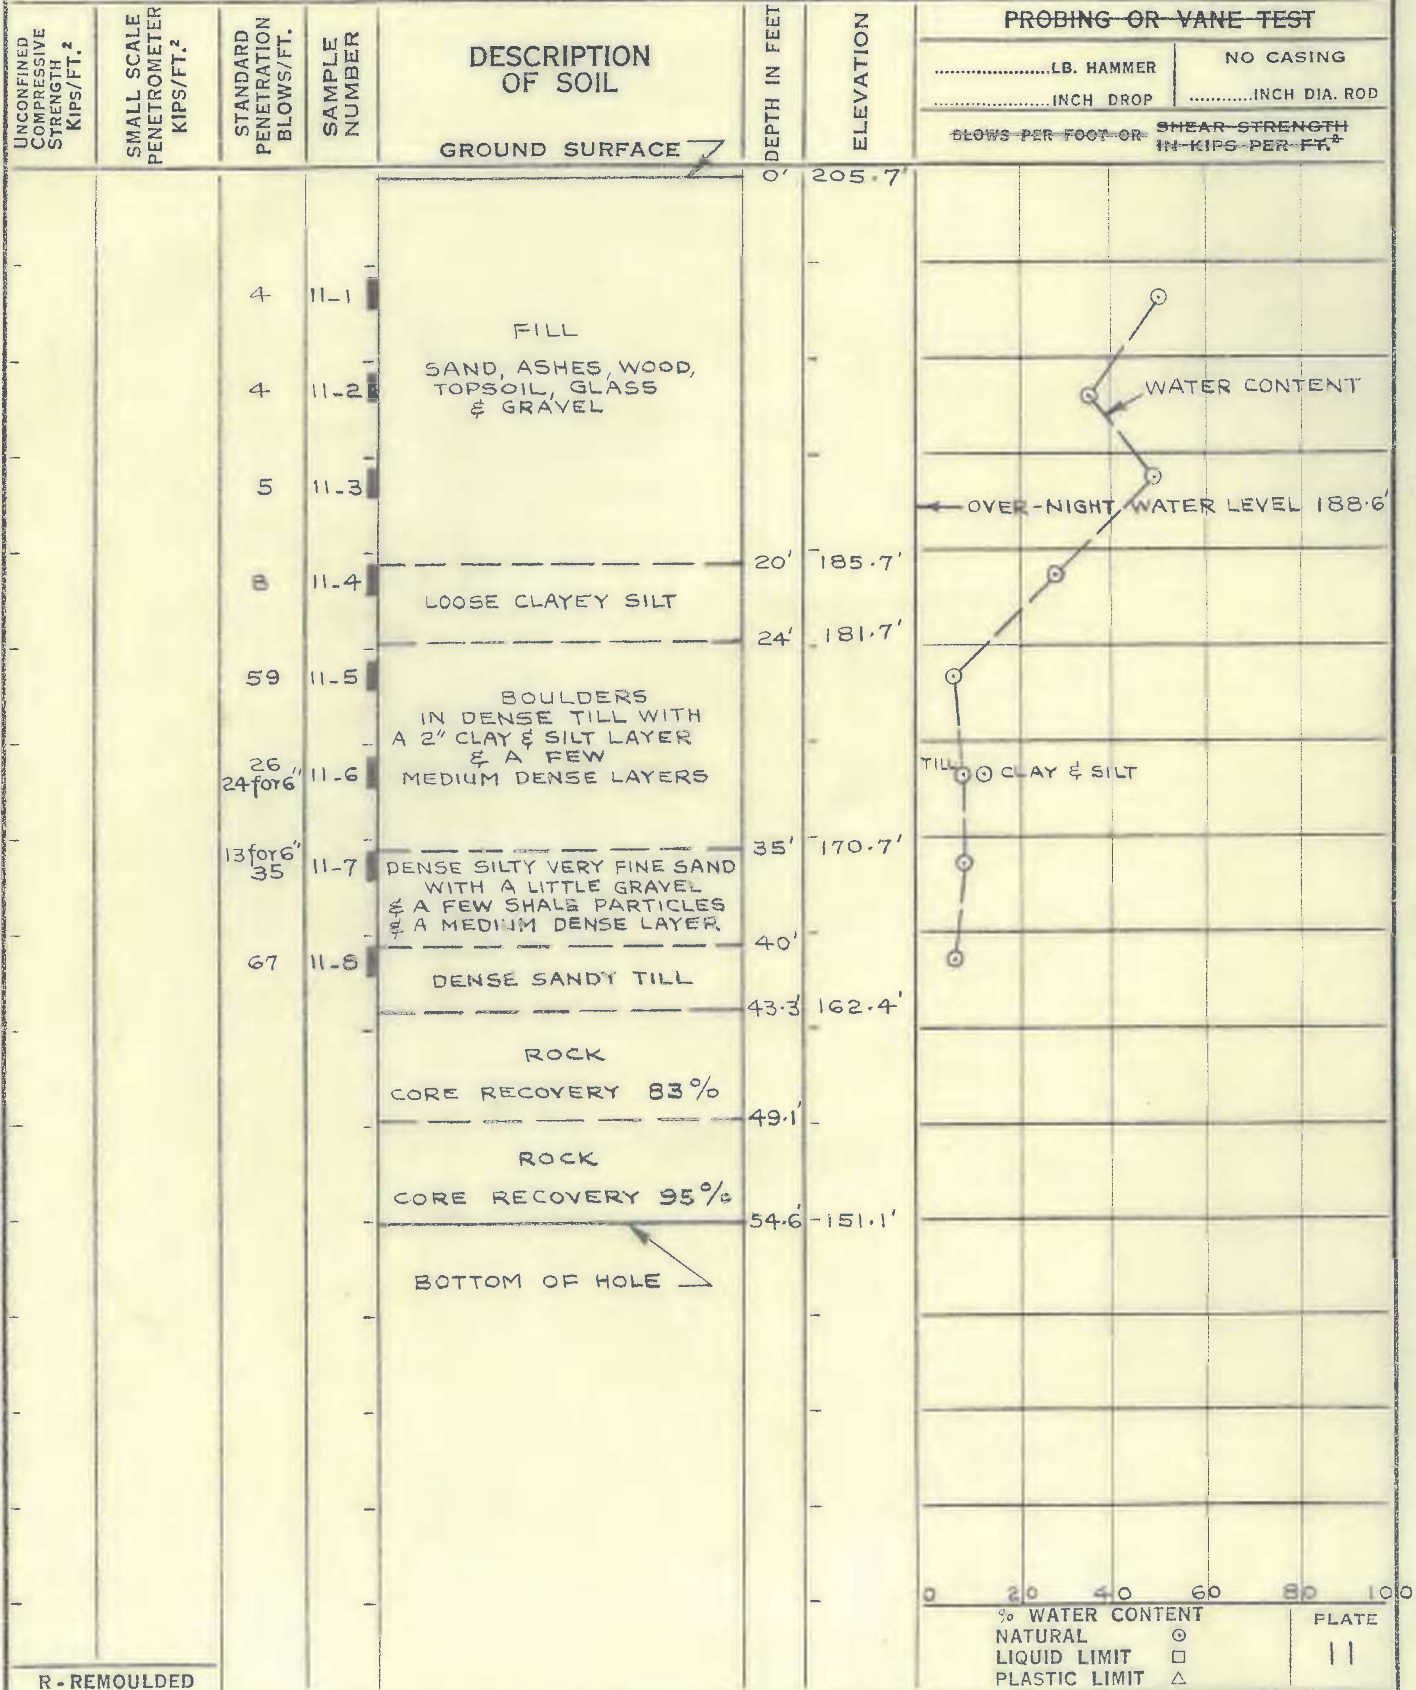 UNCONFINED
COMPRESSIVE
STRENGTH
KIPS/FT.²
SMALL SCALE
PENETROMETER
KIPS/FT.²
STANDARD
PENETRATION
BLOWS/FT.
SAMPLE
NUMBER
DESCRIPTION
OF SOIL
GROUND SURFACE
DEPTH IN FEET
ELEVATION
PROBING OR VANE TEST
....................LB. HAMMER
....................INCH DROP
NO CASING
............INCH DIA. ROD
BLOWS PER FOOT OR SHEAR STRENGTH
IN KIPS PER FT.²
0' 205.7'
4 11-1
FILL
SAND, ASHES, WOOD,
TOPSOIL, GLASS
& GRAVEL
4 11-2
WATER CONTENT
5 11-3
OVER-NIGHT WATER LEVEL 188.6'
20' 185.7'
8 11-4
LOOSE CLAYEY SILT
24' 181.7'
59 11-5
BOULDERS
IN DENSE TILL WITH
A 2" CLAY & SILT LAYER
& A FEW
MEDIUM DENSE LAYERS
26
24 for 6" 11-6
TILL CLAY & SILT
35' 170.7'
13 for 6"
35 11-7
DENSE SILTY VERY FINE SAND
WITH A LITTLE GRAVEL
& A FEW SHALE PARTICLES
& A MEDIUM DENSE LAYER
40'
67 11-8
DENSE SANDY TILL
43.3' 162.4'
ROCK
CORE RECOVERY 83%
49.1'
ROCK
CORE RECOVERY 95%
54.6' 151.1'
BOTTOM OF HOLE
0 20 40 60 80 100
% WATER CONTENT
NATURAL ⊙
LIQUID LIMIT □
PLASTIC LIMIT △
PLATE
11
R - REMOULDED